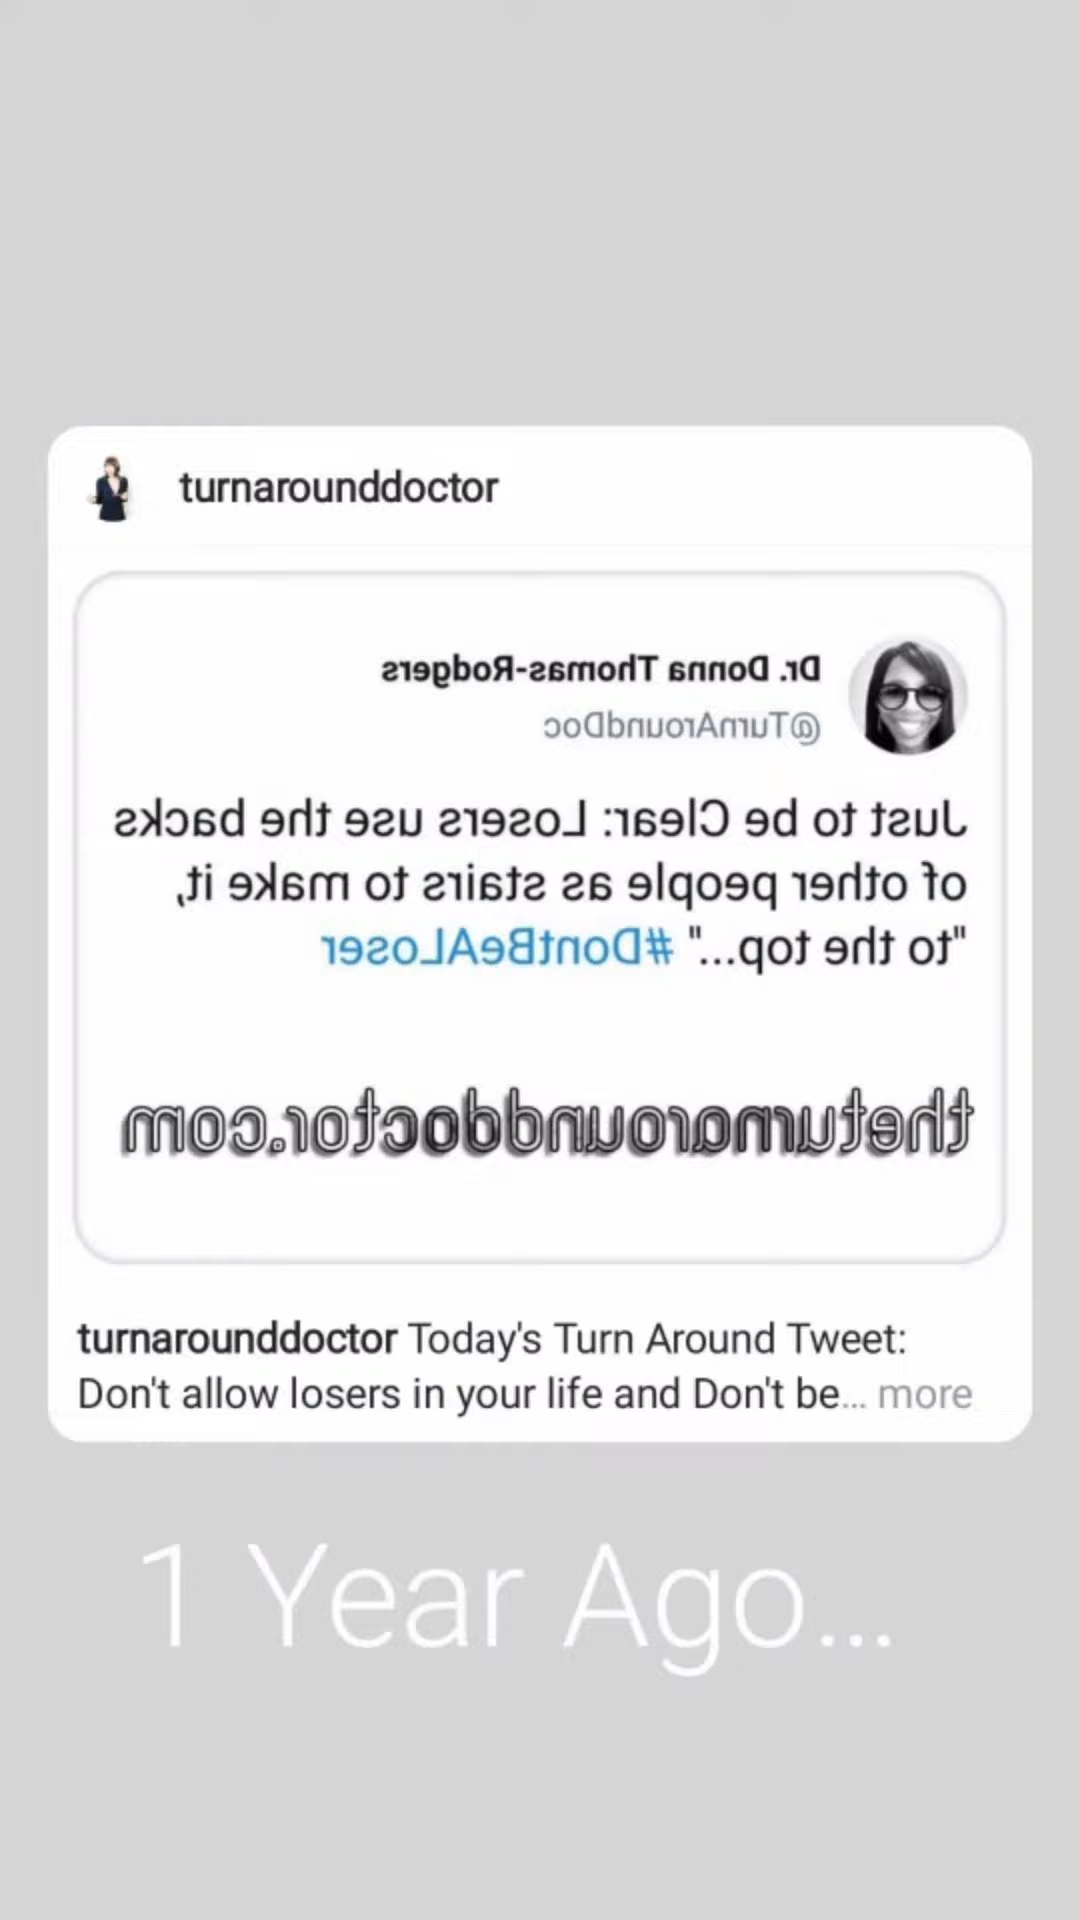 turnarounddoctor
Dr. Donna Thomas-Rodgers
@TurnAroundDoc
Just to be Clear: Losers use the backs
of other people as stairs to make it,
"to the top..." #DontBeALoser
theturnarounddoctor.com
turnarounddoctor Today's Turn Around Tweet:
Don't allow losers in your life and Don't be... more
1 Year Ago...